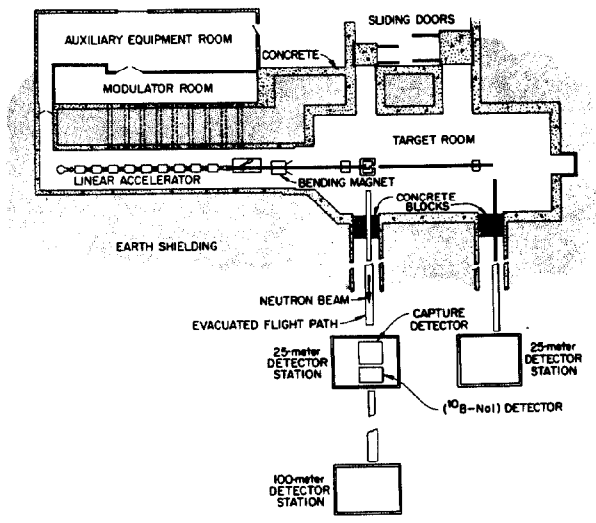 SLIDING DOORS
AUXILIARY EQUIPMENT ROOM
CONCRETE
MODULATOR ROOM
TARGET ROOM
LINEAR ACCELERATOR
BENDING MAGNET
CONCRETE
BLOCKS
EARTH SHIELDING
NEUTRON BEAM
EVACUATED FLIGHT PATH
CAPTURE
DETECTOR
25-meter
DETECTOR
STATION
25-meter
DETECTOR
STATION
(¹⁰B-NaI) DETECTOR
100-meter
DETECTOR
STATION